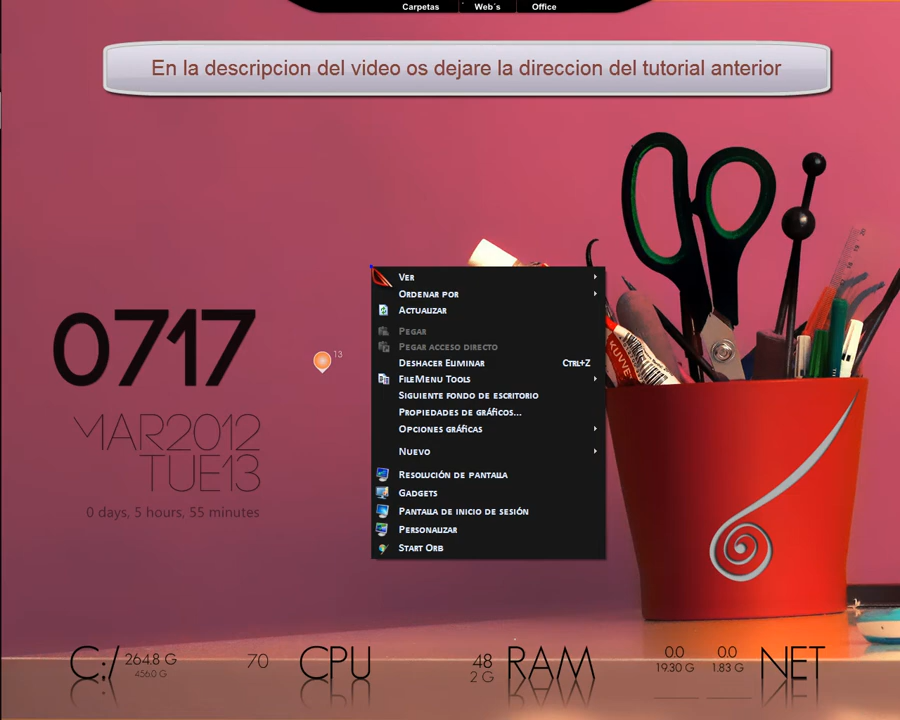 Carpetas Web´s Office
En la descripcion del video os dejare la direccion del tutorial anterior
Ver
Ordenar por
Actualizar
Pegar
Pegar acceso directo
Deshacer Eliminar Ctrl+Z
FileMenu Tools
Siguiente fondo de escritorio
Propiedades de gráficos...
Opciones gráficas
Nuevo
Resolución de pantalla
Gadgets
Pantalla de inicio de sesión
Personalizar
Start Orb
0717
13
MAR2012
TUE13
0 days, 5 hours, 55 minutes
KUVVET
C:/ 264.8 G
456.0 G
70 CPU
48 RAM
2 G
0.0 0.0 NET
19.30 G 1.83 G